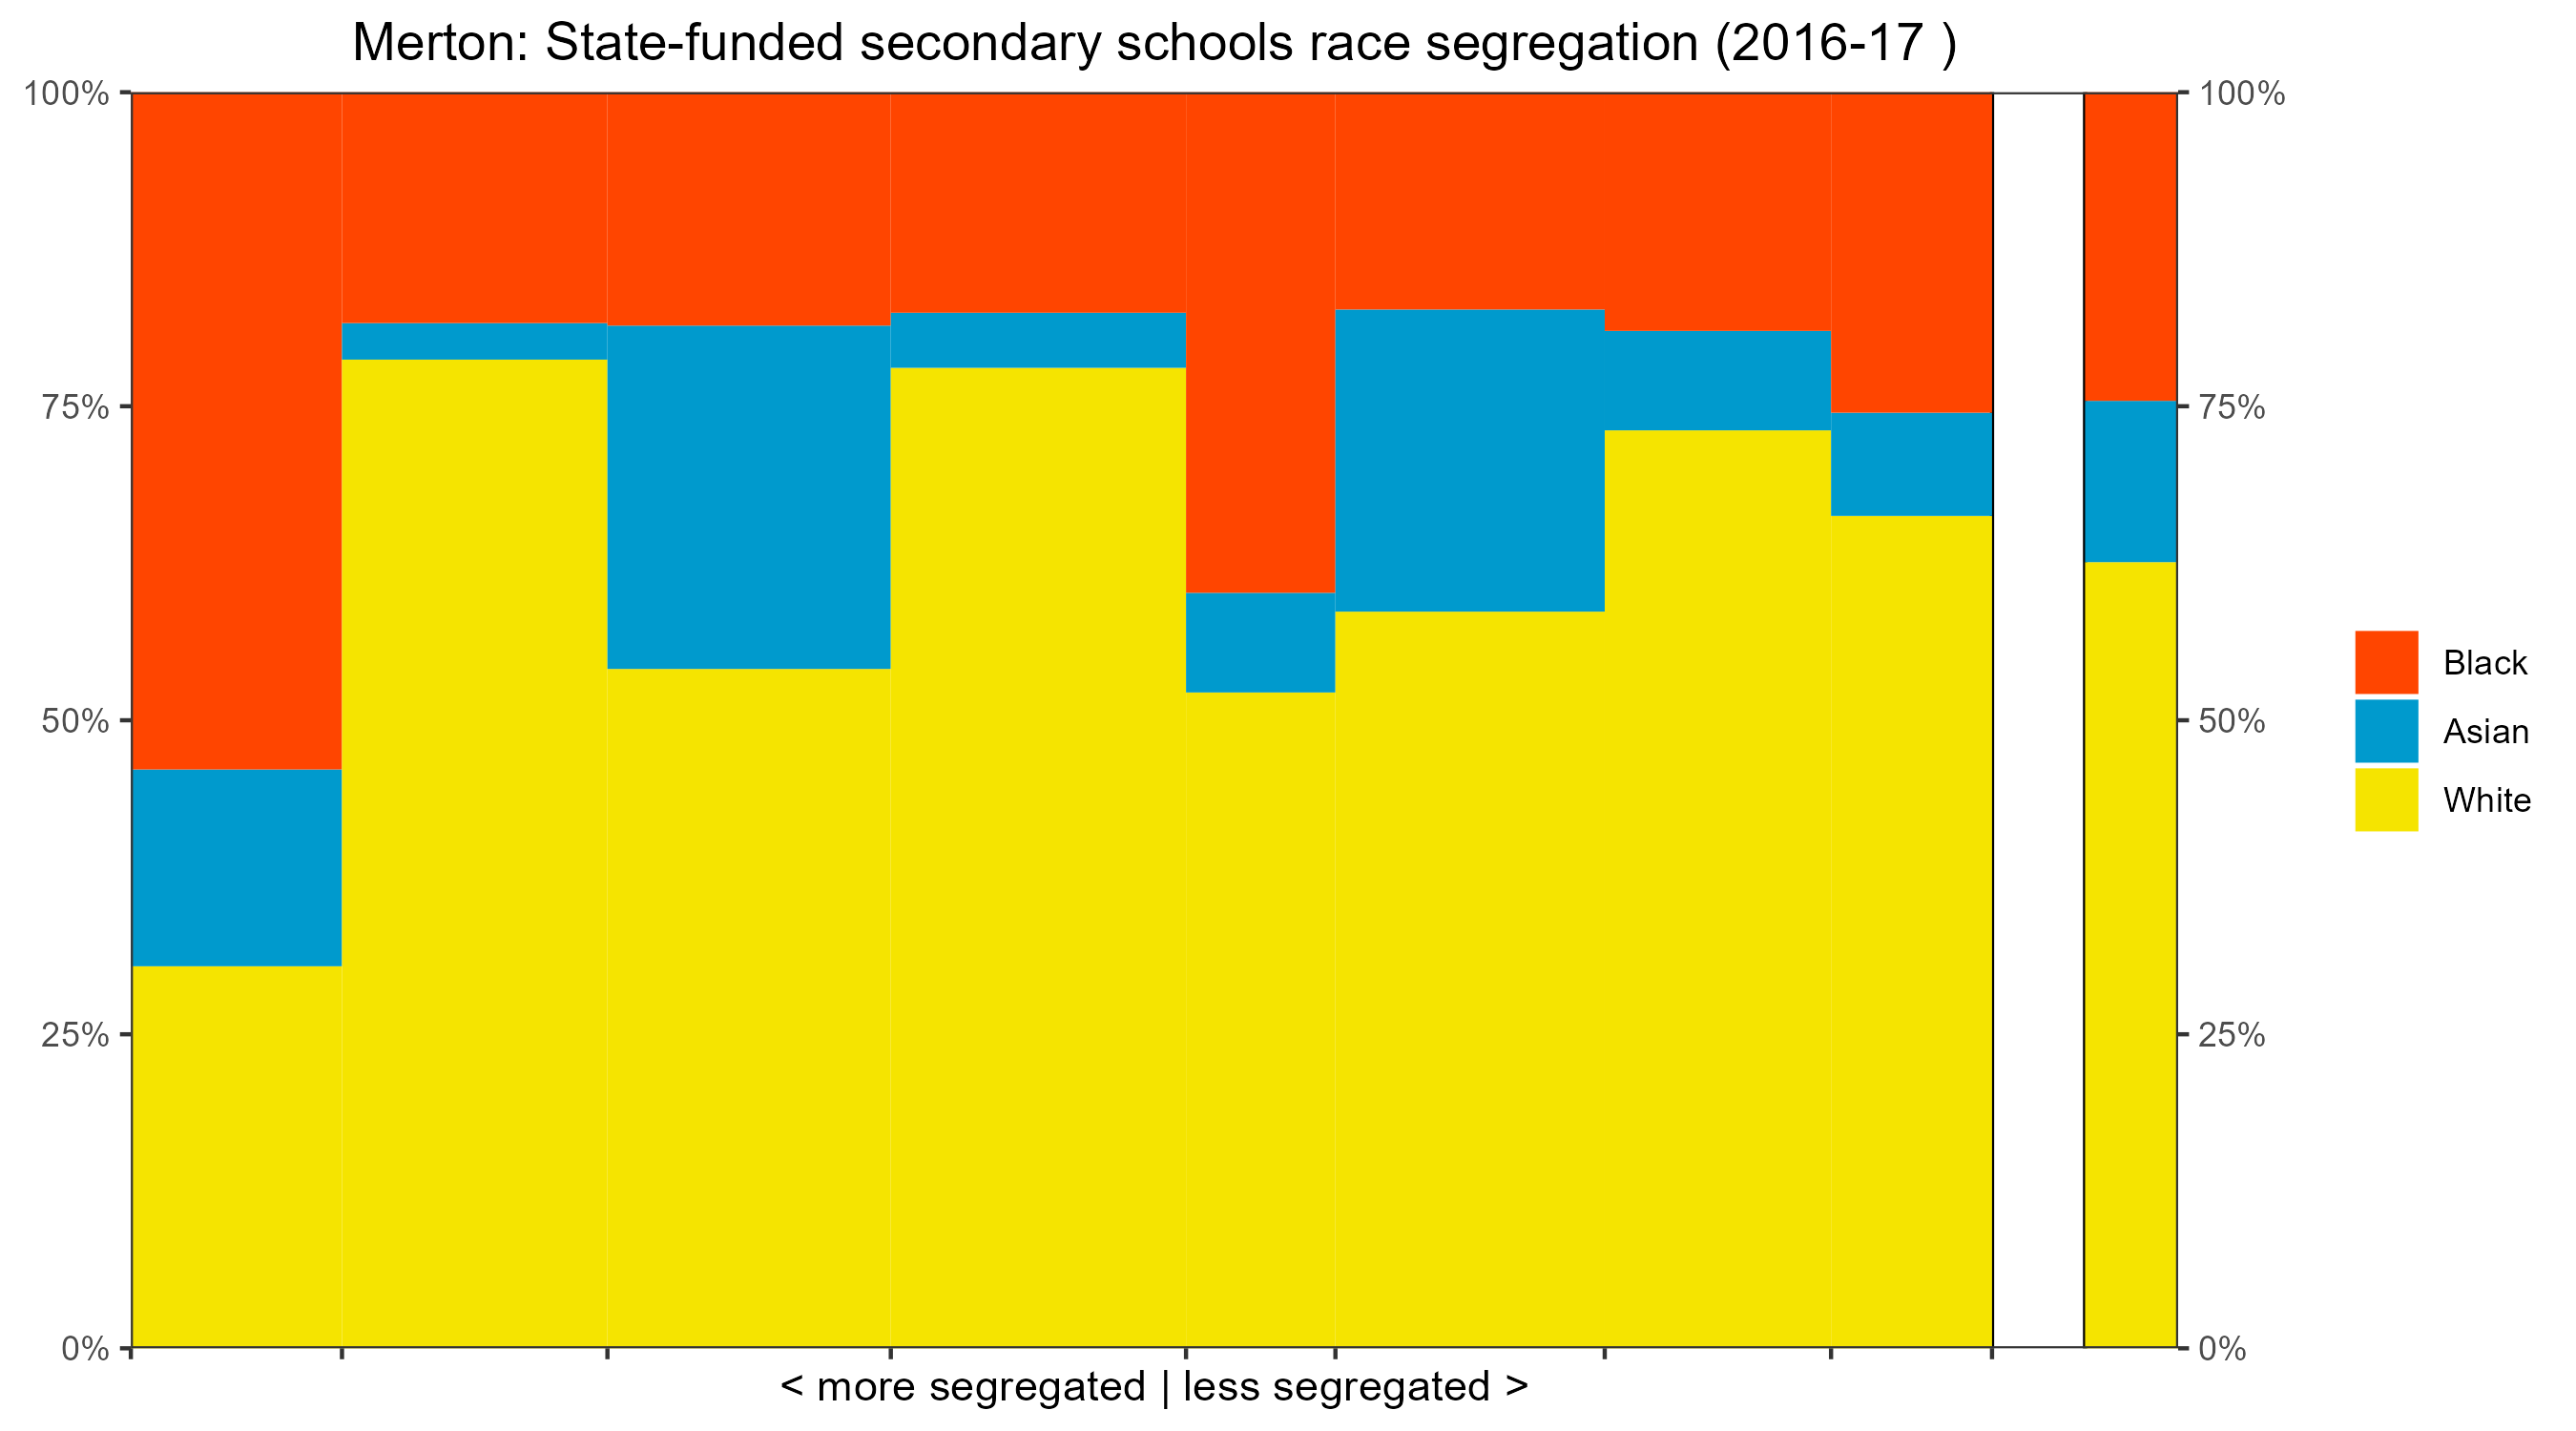 Merton: State-funded secondary schools race segregation (2016-17 )
100%
75%
50%
25%
0%
100%
75%
50%
25%
0%
Black
Asian
White
< more segregated | less segregated >